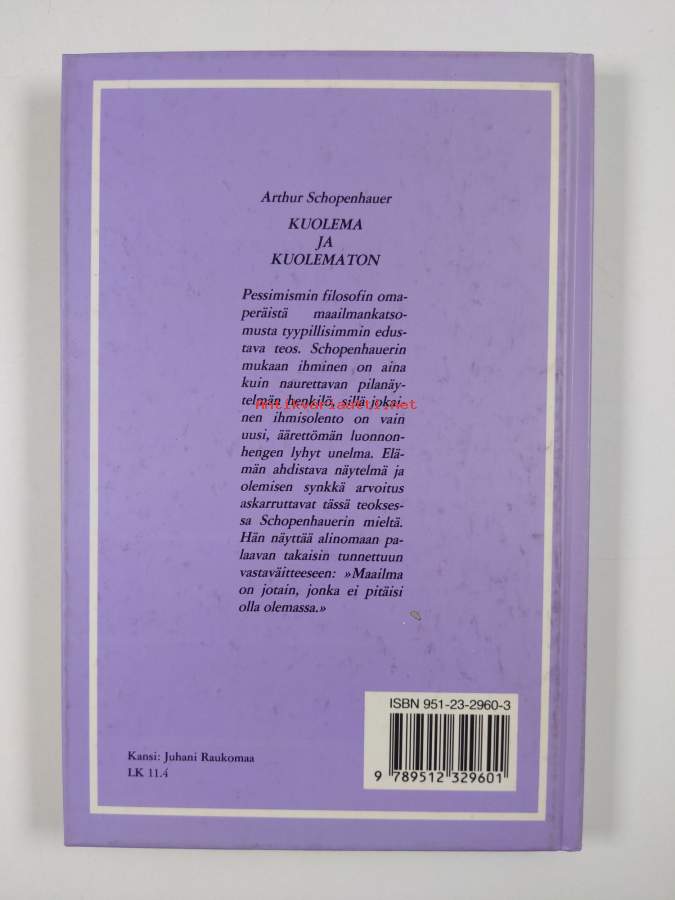 Arthur Schopenhauer
KUOLEMA
JA
KUOLEMATON
Pessimismin filosofin oma-
peräistä maailmankatso-
musta tyypillisimmin edus-
tava teos. Schopenhauerin
mukaan ihminen on aina
kuin naurettavan pilanäy-
telmän henkilö, sillä jokai-
Antikvariaatti.net
nen ihmisolento on vain
uusi, äärettömän luonnon-
hengen lyhyt unelma. Elä-
män ahdistava näytelmä ja
olemisen synkkä arvoitus
askarruttavat tässä teokses-
sa Schopenhauerin mieltä.
Hän näyttää alinomaan pa-
laavan takaisin tunnettuun
vastaväitteeseen: »Maailma
on jotain, jonka ei pitäisi
olla olemassa.»
ISBN 951-23-2960-3
9 789512 329601
Kansi: Juhani Raukomaa
LK 11.4